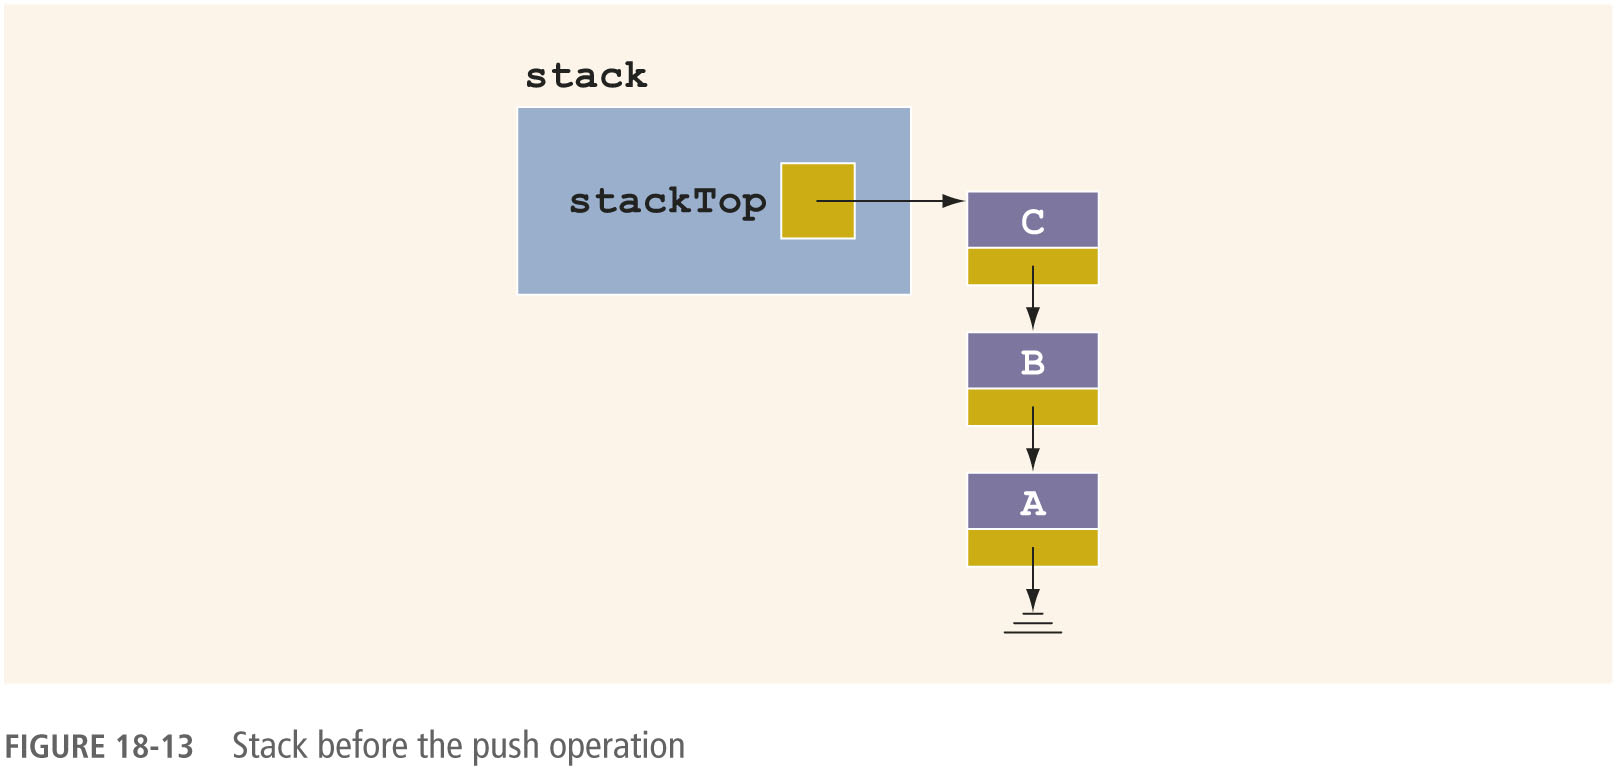 stack
stackTop
C
B
A
FIGURE 18-13 Stack before the push operation